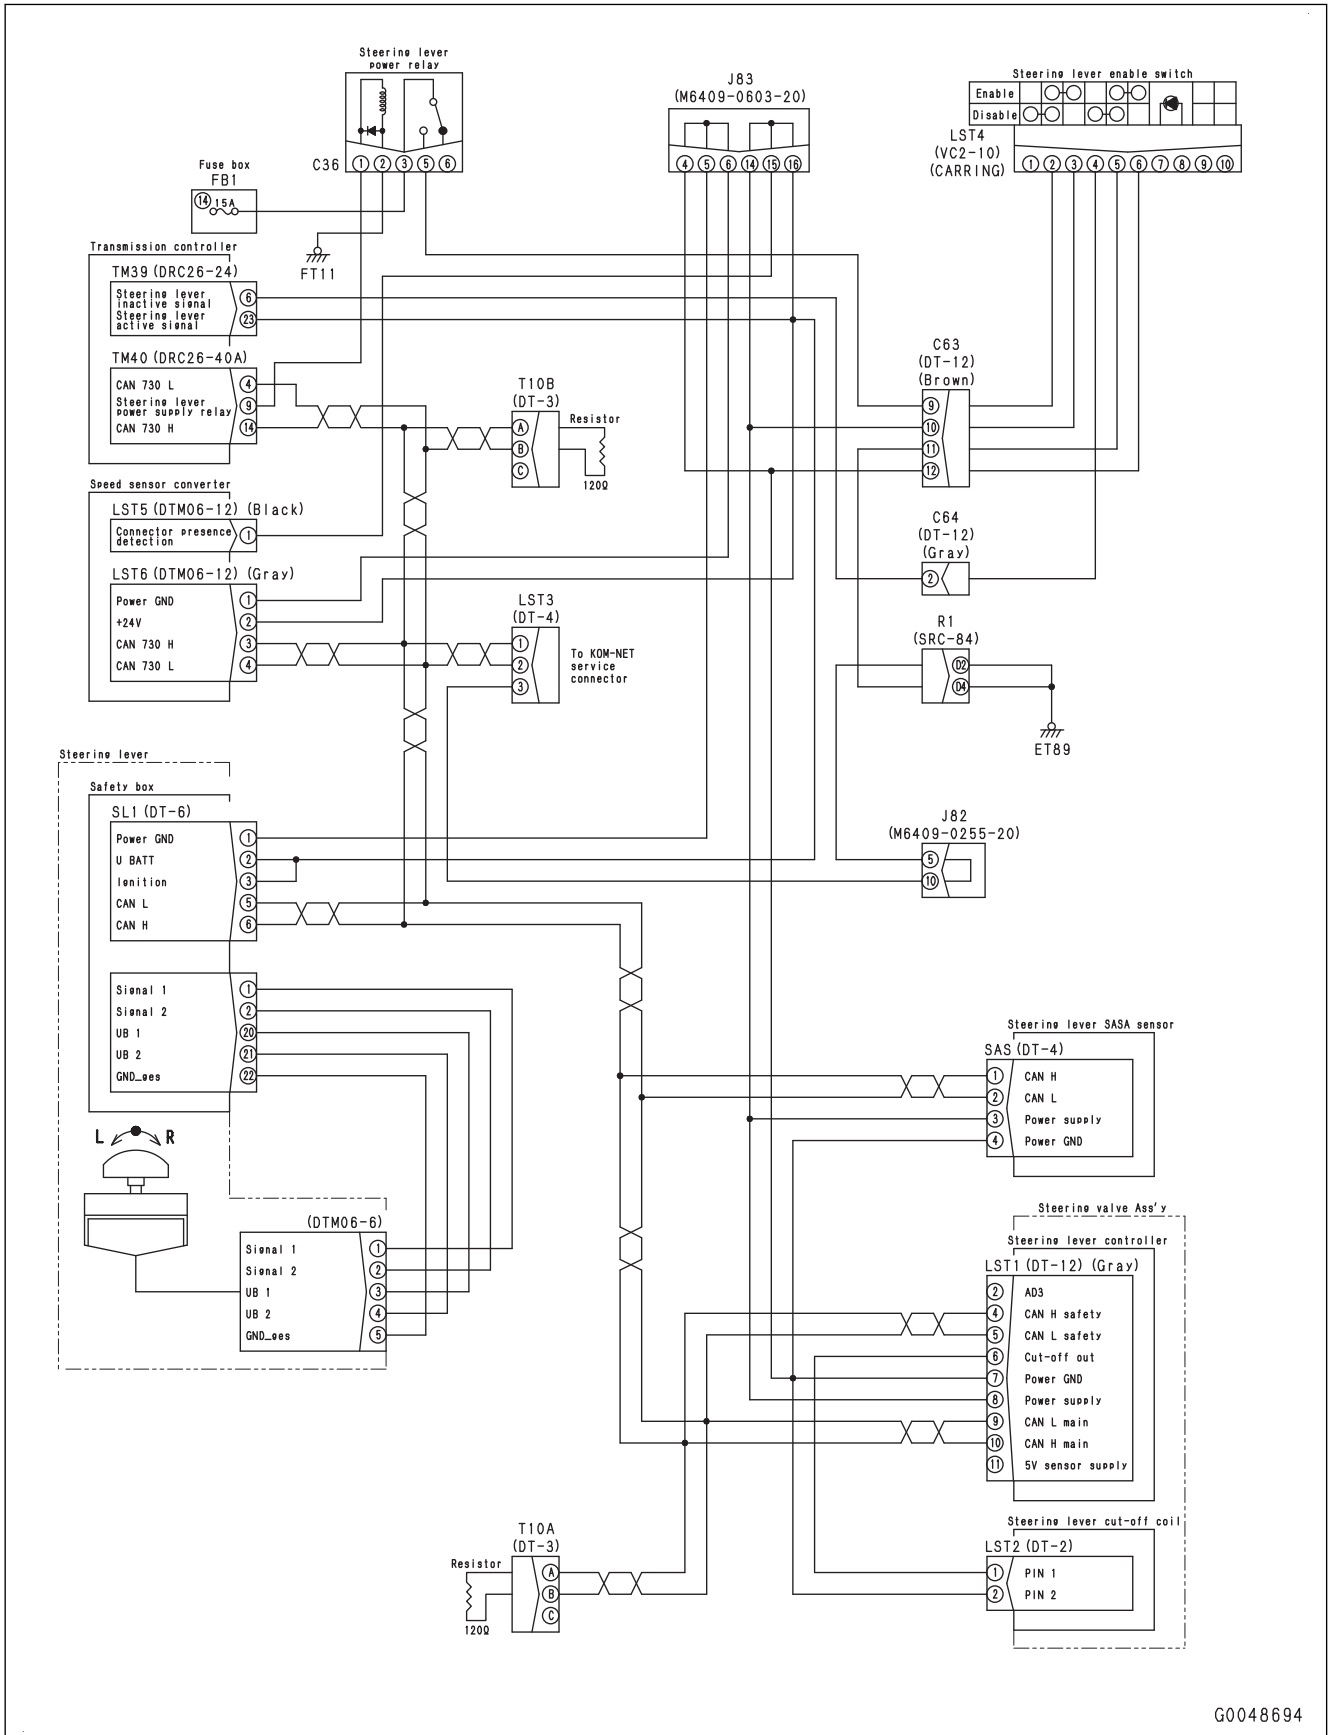 Steering lever
power relay
C36
1 2 3 5 6
J83
(M6409-0603-20)
4 5 6 14 15 16
Steering lever enable switch
Enable
Disable
LST4
(VC2-10)
(CARRING)
1 2 3 4 5 6 7 8 9 10
Fuse box
FB1
14 15A
FT11
Transmission controller
TM39 (DRC26-24)
Steering lever
inactive signal
6
Steering lever
active signal
23
TM40 (DRC26-40A)
CAN 730 L
4
Steering lever
power supply relay
9
CAN 730 H
14
T10B
(DT-3)
A
B
C
Resistor
120Ω
C63
(DT-12)
(Brown)
9
10
11
12
Speed sensor converter
LST5 (DTM06-12) (Black)
Connector presence
detection
1
LST6 (DTM06-12) (Gray)
Power GND
1
+24V
2
CAN 730 H
3
CAN 730 L
4
LST3
(DT-4)
1
2
3
To KOM-NET
service
connector
C64
(DT-12)
(Gray)
2
R1
(SRC-84)
D2
D4
ET89
J82
(M6409-0255-20)
5
10
Steering lever
Safety box
SL1 (DT-6)
Power GND
1
U BATT
2
Ignition
3
CAN L
5
CAN H
6
Signal 1
1
Signal 2
2
UB 1
20
UB 2
21
GND_ges
22
L R
(DTM06-6)
Signal 1
1
Signal 2
2
UB 1
3
UB 2
4
GND_ges
5
Steering lever SASA sensor
SAS (DT-4)
1 CAN H
2 CAN L
3 Power supply
4 Power GND
Steering valve Ass'y
Steering lever controller
LST1 (DT-12) (Gray)
2 AD3
4 CAN H safety
5 CAN L safety
6 Cut-off out
7 Power GND
8 Power supply
9 CAN L main
10 CAN H main
11 5V sensor supply
Steering lever cut-off coil
LST2 (DT-2)
1 PIN 1
2 PIN 2
T10A
(DT-3)
Resistor
120Ω
A
B
C
G0048694